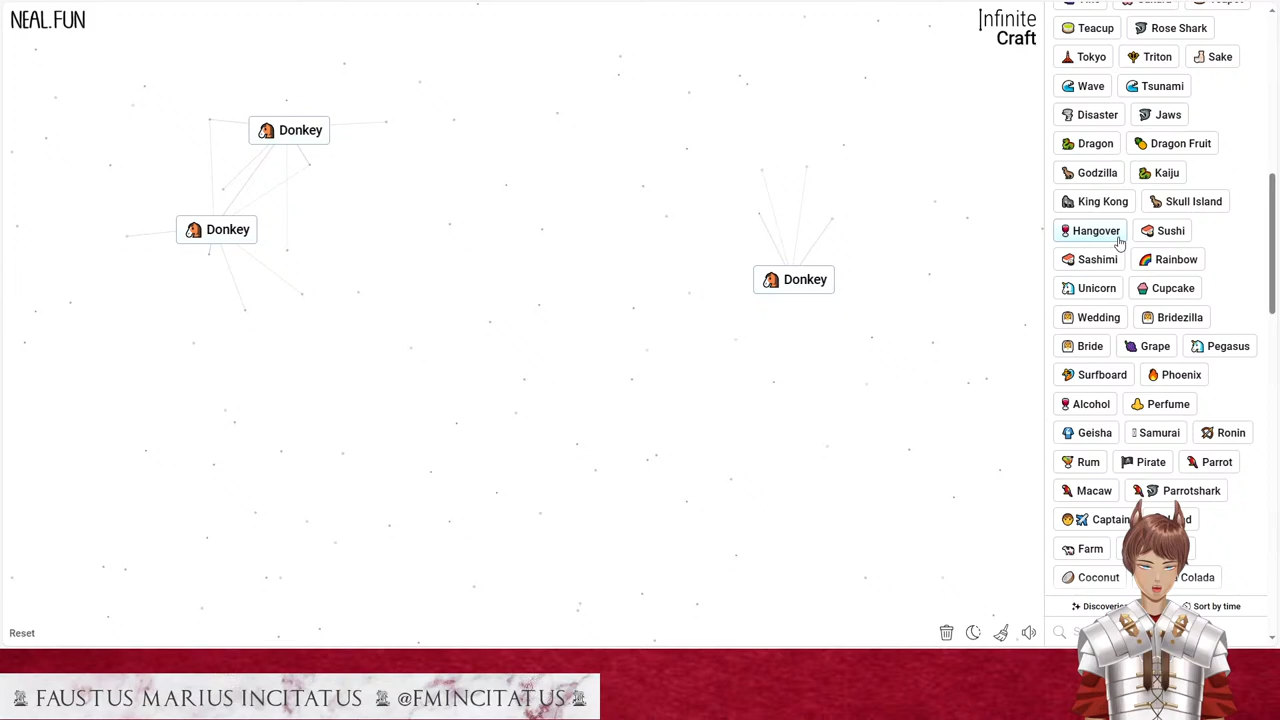 NEAL.FUN
Infinite
Craft
Donkey
Donkey
Donkey
Teacup Rose Shark
Tokyo Triton Sake
Wave Tsunami
Disaster Jaws
Dragon Dragon Fruit
Godzilla Kaiju
King Kong Skull Island
Hangover Sushi
Sashimi Rainbow
Unicorn Cupcake
Wedding Bridezilla
Bride Grape Pegasus
Surfboard Phoenix
Alcohol Perfume
Geisha Samurai Ronin
Rum Pirate Parrot
Macaw Parrotshark
Captain
Farm
Coconut Colada
Sort by time
Reset
FAUSTUS MARIUS INCITATUS @FMINCITATUS